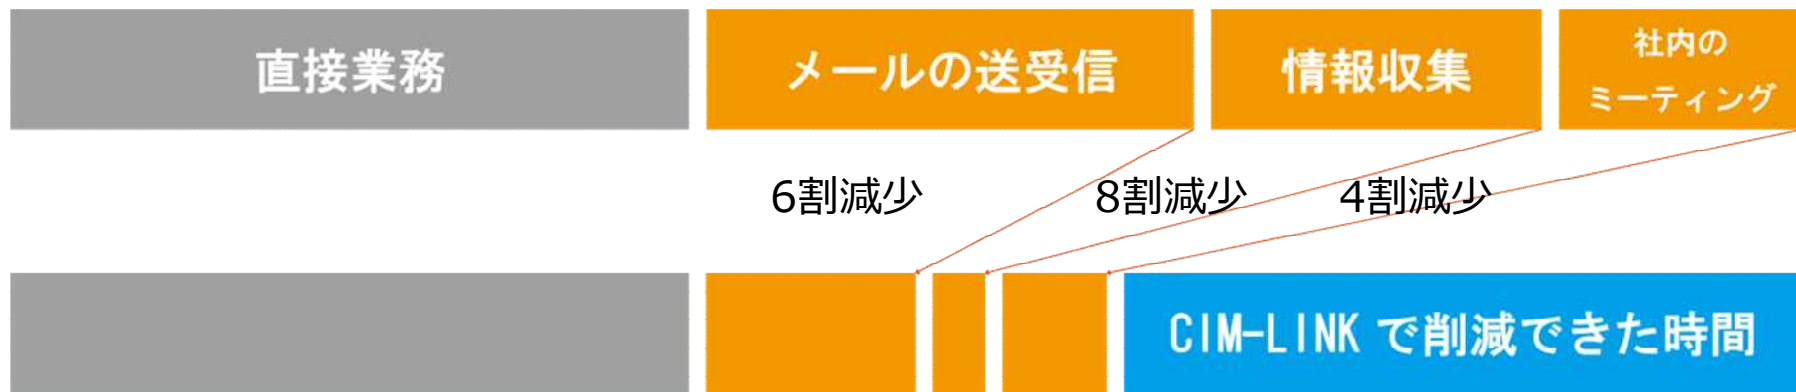 直接業務
メールの送受信
情報収集
社内の
ミーティング
6割減少
8割減少
4割減少
CIM-LINK で削減できた時間